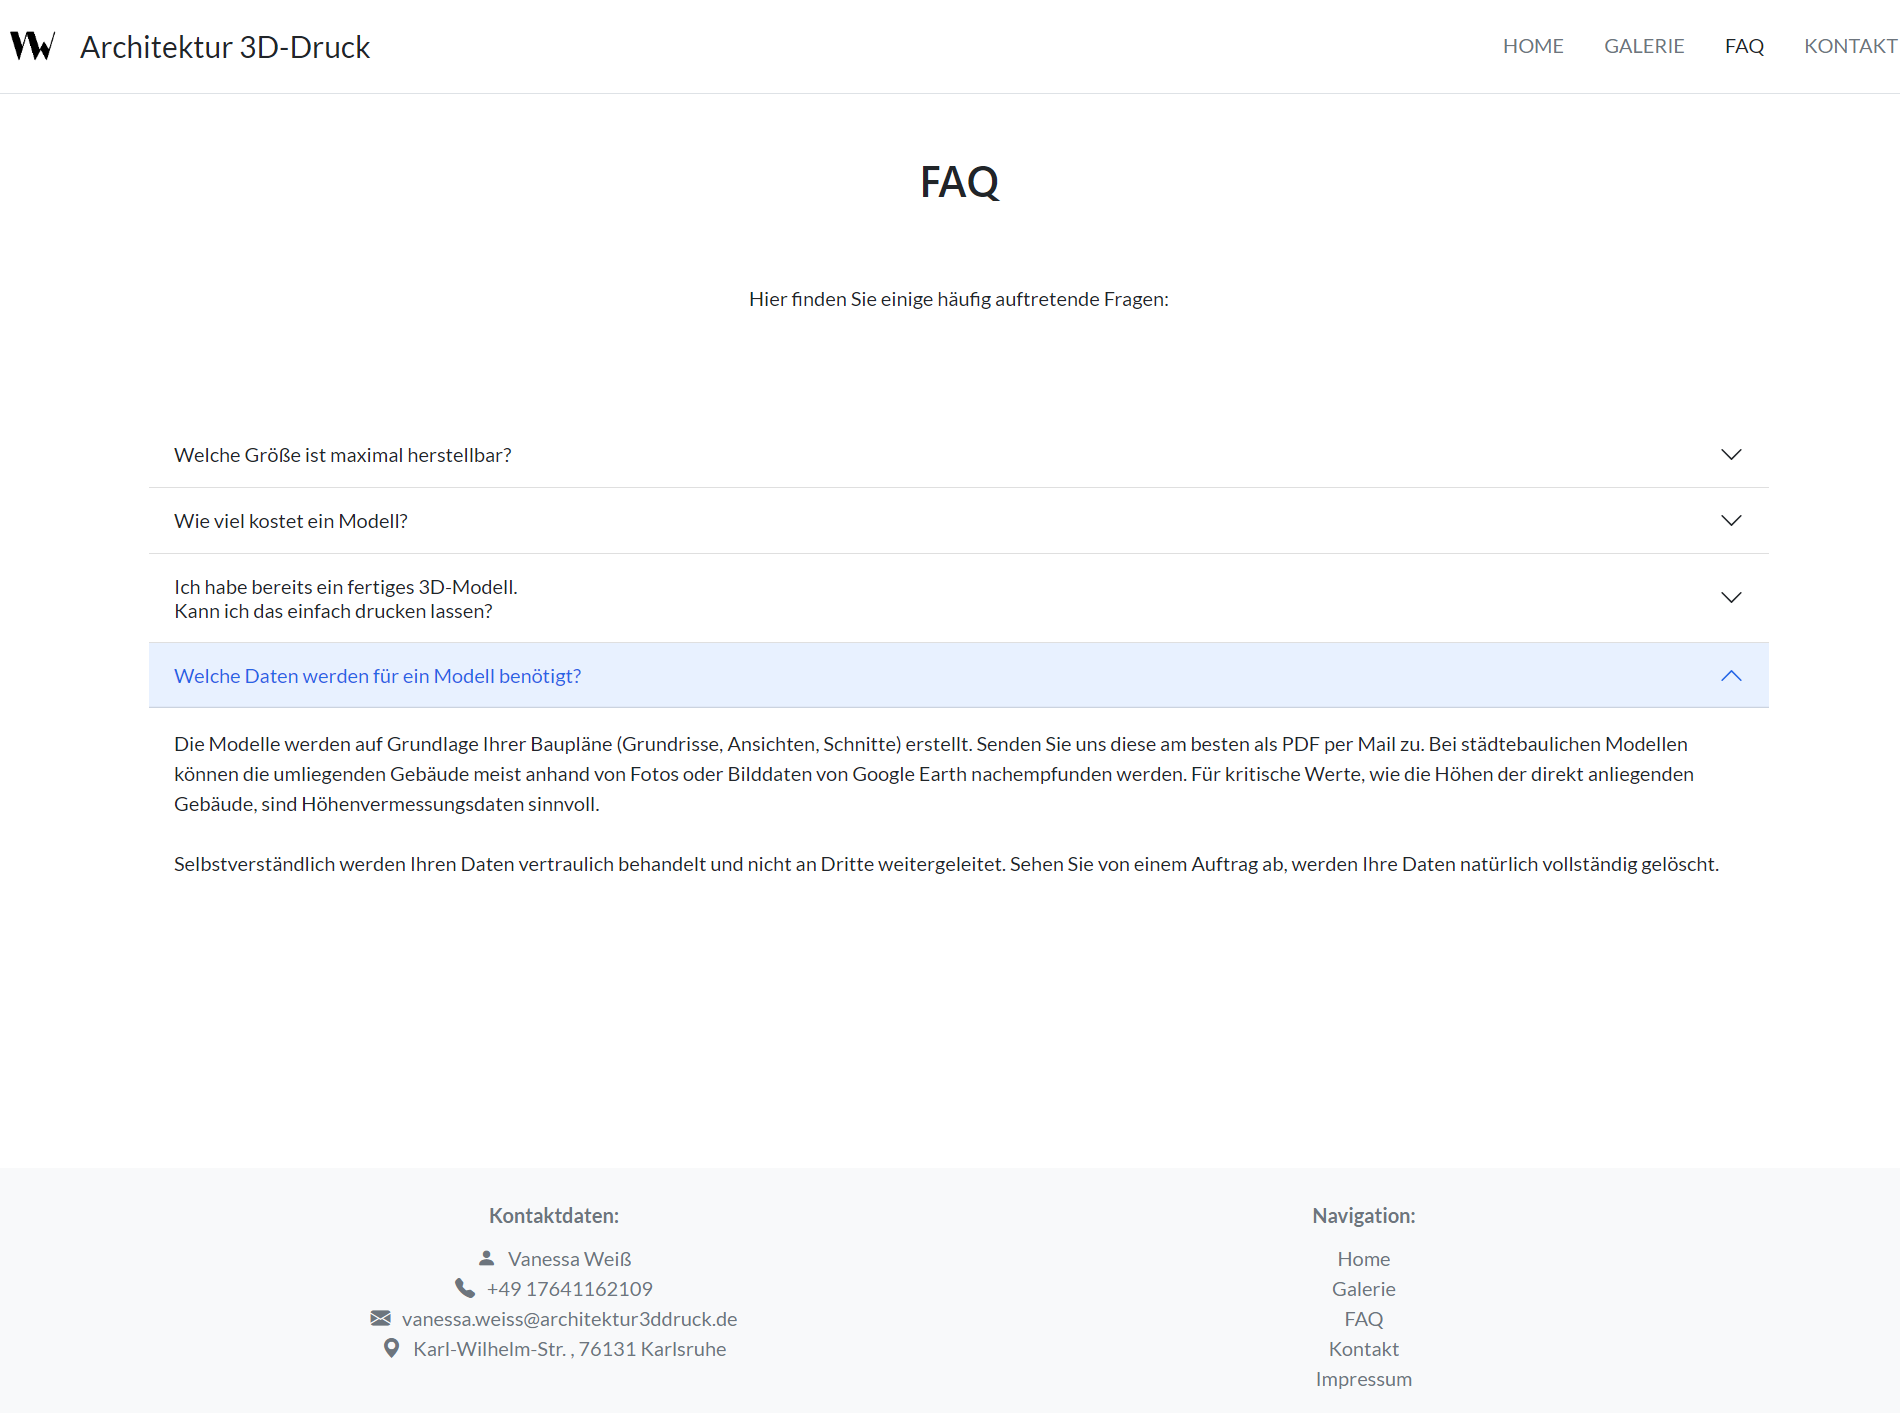 VW Architektur 3D-Druck
HOME GALERIE FAQ KONTAKT
FAQ
Hier finden Sie einige häufig auftretende Fragen:
Welche Größe ist maximal herstellbar?
Wie viel kostet ein Modell?
Ich habe bereits ein fertiges 3D-Modell.
Kann ich das einfach drucken lassen?
Welche Daten werden für ein Modell benötigt?
Die Modelle werden auf Grundlage Ihrer Baupläne (Grundrisse, Ansichten, Schnitte) erstellt. Senden Sie uns diese am besten als PDF per Mail zu. Bei städtebaulichen Modellen
können die umliegenden Gebäude meist anhand von Fotos oder Bilddaten von Google Earth nachempfunden werden. Für kritische Werte, wie die Höhen der direkt anliegenden
Gebäude, sind Höhenvermessungsdaten sinnvoll.
Selbstverständlich werden Ihren Daten vertraulich behandelt und nicht an Dritte weitergeleitet. Sehen Sie von einem Auftrag ab, werden Ihre Daten natürlich vollständig gelöscht.
Kontaktdaten:
Vanessa Weiß
+49 17641162109
vanessa.weiss@architektur3ddruck.de
Karl-Wilhelm-Str. , 76131 Karlsruhe
Navigation:
Home
Galerie
FAQ
Kontakt
Impressum